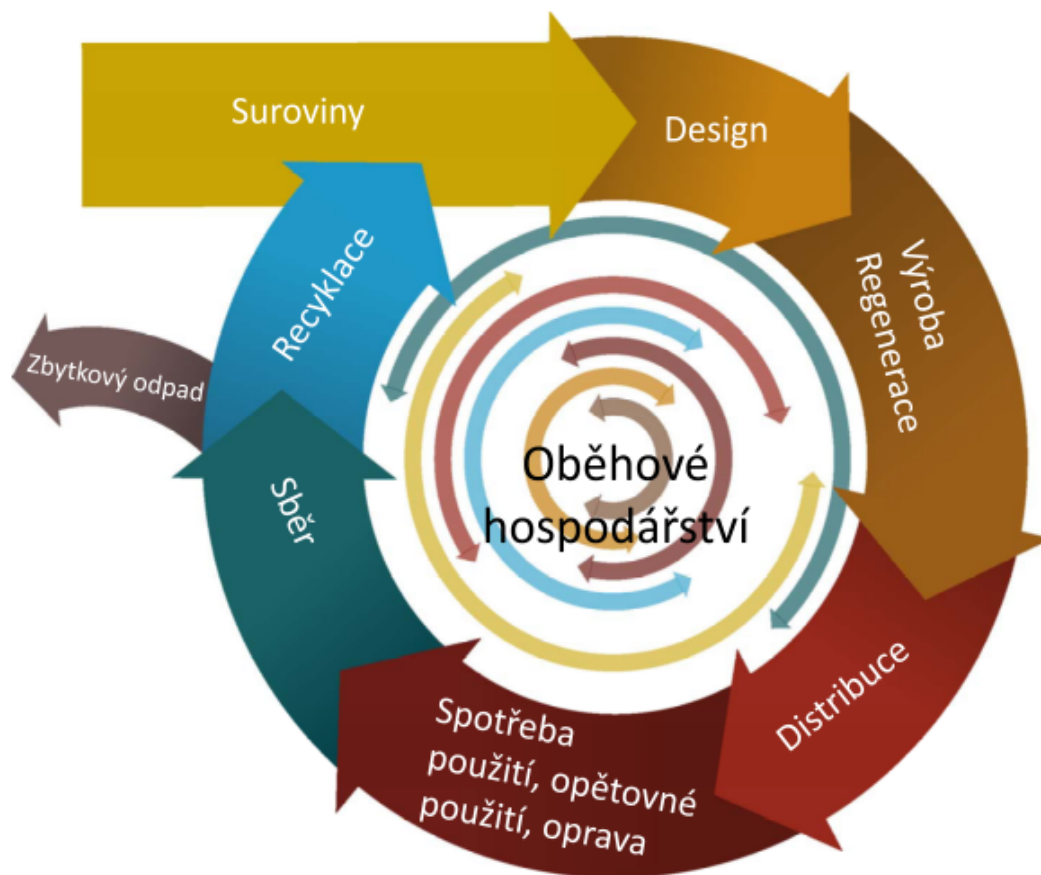 Suroviny
Design
Výroba
Regenerace
Distribuce
Spotřeba
použití, opětovné
použití, oprava
Sběr
Recyklace
Zbytkový odpad
Oběhové
hospodářství